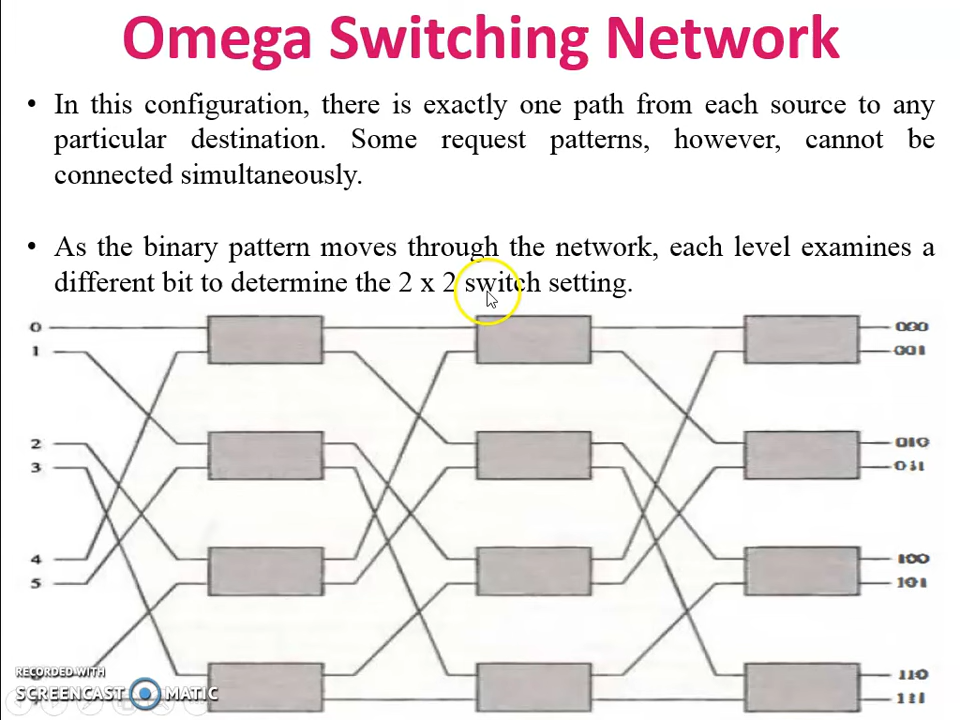 Omega Switching Network
• In this configuration, there is exactly one path from each source to any
particular destination. Some request patterns, however, cannot be
connected simultaneously.
• As the binary pattern moves through the network, each level examines a
different bit to determine the 2 x 2 switch setting.
0 000
1 001
2 010
3 011
4 100
5 101
110
111
RECORDED WITH
SCREENCAST MATIC